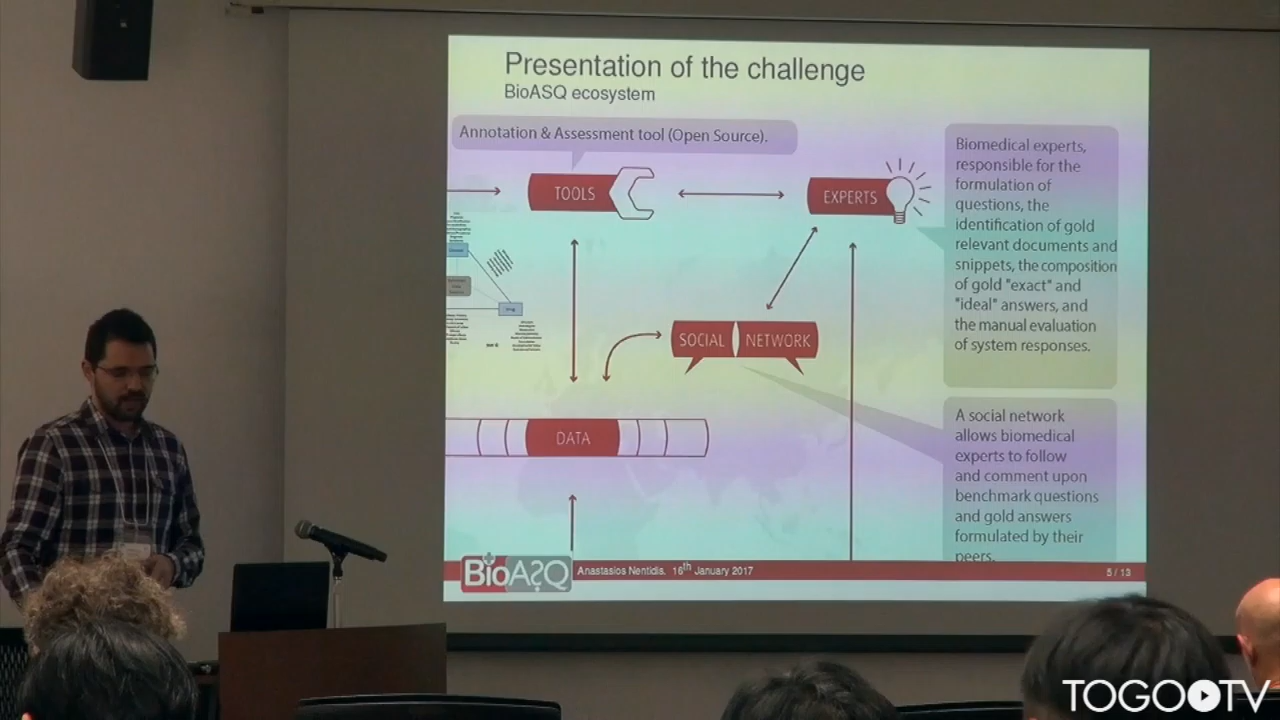 Presentation of the challenge
BioASQ ecosystem
Annotation & Assessment tool (Open Source).
TOOLS
EXPERTS
Biomedical experts,
responsible for the
formulation of
questions, the
identification of gold
relevant documents and
snippets, the composition
of gold "exact" and
"ideal" answers, and
the manual evaluation
of system responses.
SOCIAL NETWORK
DATA
A social network
allows biomedical
experts to follow
and comment upon
benchmark questions
and gold answers
formulated by their
peers.
BioASQ
Anastasios Nentidis. 16th January 2017
5 / 13
TOGO TV